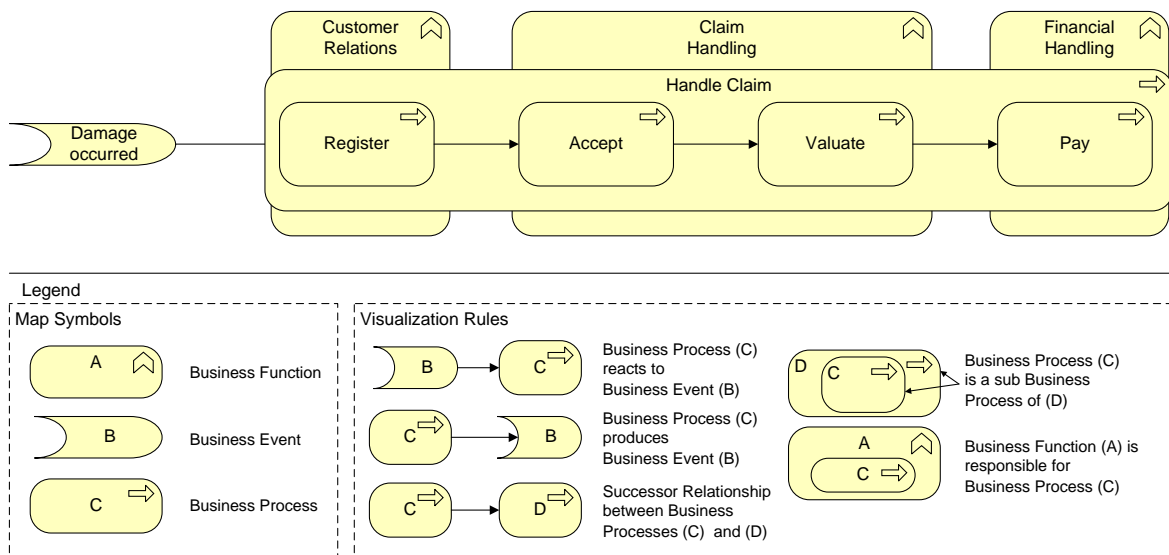 Customer
Relations
Claim
Handling
Financial
Handling
Handle Claim
Damage
occurred
Register
Accept
Valuate
Pay
Legend
Map Symbols
A
Business Function
B
Business Event
C
Business Process
Visualization Rules
B
C
Business Process (C)
reacts to
Business Event (B)
C
B
Business Process (C)
produces
Business Event (B)
C
D
Successor Relationship
between Business
Processes (C) and (D)
D
C
Business Process (C)
is a sub Business
Process of (D)
A
C
Business Function (A) is
responsible for
Business Process (C)